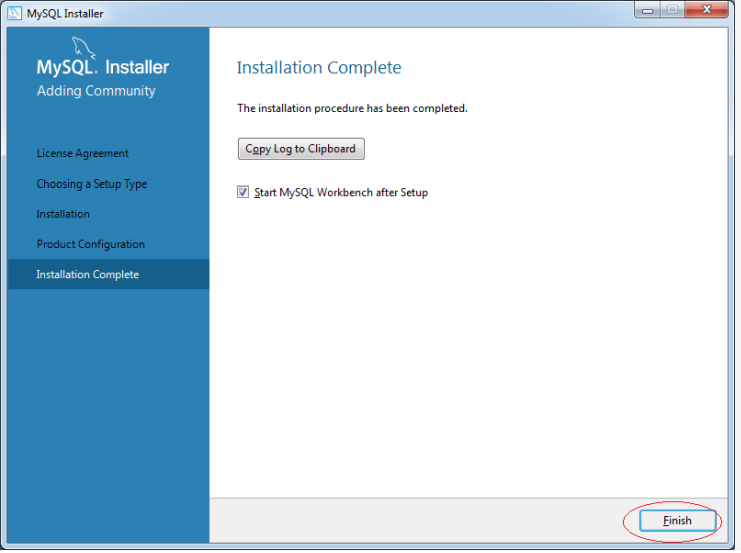 MySQL Installer
MySQL. Installer
Adding Community
License Agreement
Choosing a Setup Type
Installation
Product Configuration
Installation Complete
Installation Complete
The installation procedure has been completed.
Copy Log to Clipboard
Start MySQL Workbench after Setup
Finish